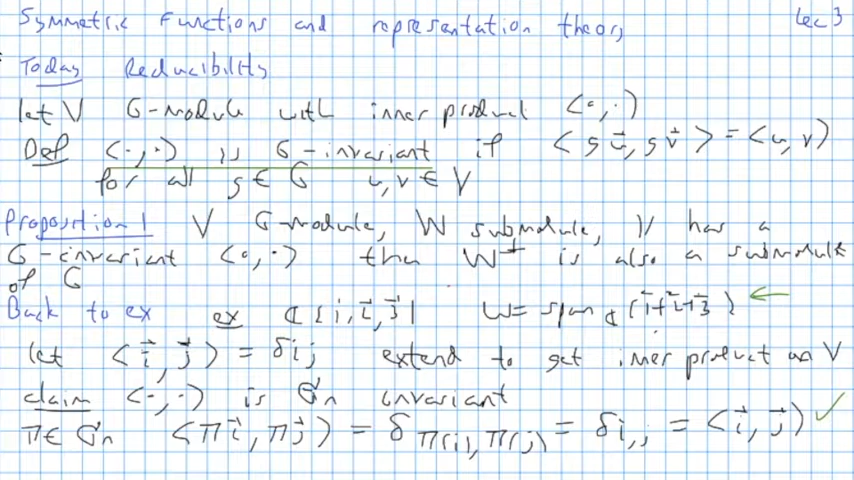 Symmetric Functions and representation theory Lec 3
Today Reducibility
let V G-module with inner product <·,·>
Def <·,·> is G-invariant if <g u⃗, g v⃗> = <u, v>
for all g ∈ G u, v ∈ V
Proposition 1 V G-module, W submodule, V has a
G-invariant <·,·> then W⊥ is also a submodule
of G
Back to ex ex ℂ[1⃗, 2⃗, 3⃗] W = span ℂ {1⃗+2⃗+3⃗} ←
let <i⃗, j⃗> = δij extend to get inner product on V
claim <·,·> is 𝔖n invariant
π ∈ 𝔖n <π i⃗, π j⃗> = δπ(i), π(j) = δi,j = <i⃗, j⃗> ✓